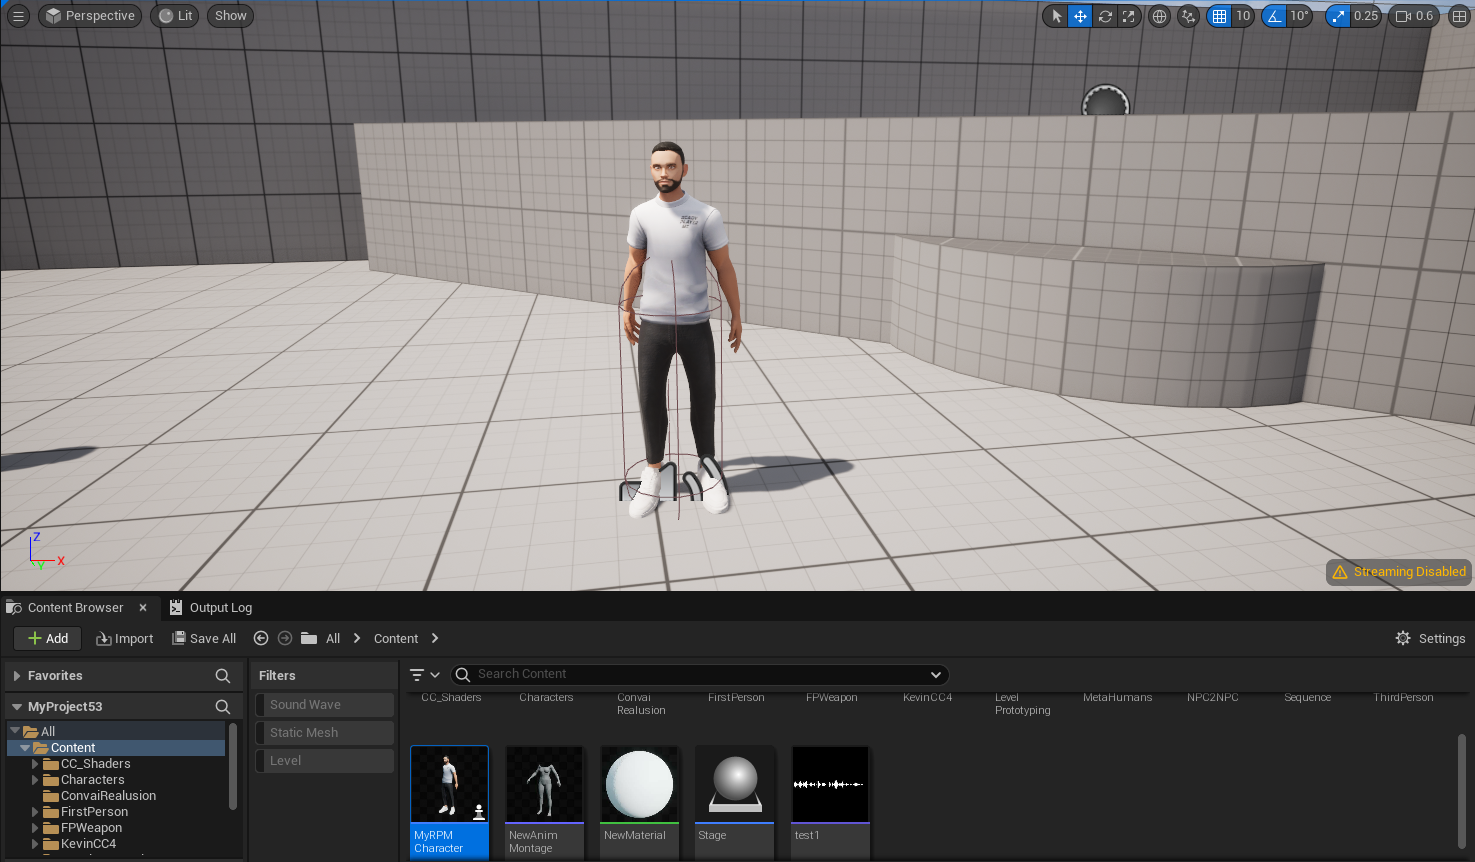 Perspective
Lit
Show
10
10°
0.25
0.6
READY
PLAYER
ME
Z
X
Y
Streaming Disabled
Content Browser
Output Log
Add
Import
Save All
All
Content
Settings
Favorites
Filters
Search Content
MyProject53
Sound Wave
Static Mesh
Level
All
Content
CC_Shaders
Characters
ConvaiRealusion
FirstPerson
FPWeapon
KevinCC4
CC_Shaders
Characters
Convai
Realusion
FirstPerson
FPWeapon
KevinCC4
Level
Prototyping
MetaHumans
NPC2NPC
Sequence
ThirdPerson
MyRPM
Character
NewAnim
Montage
NewMaterial
Stage
test1